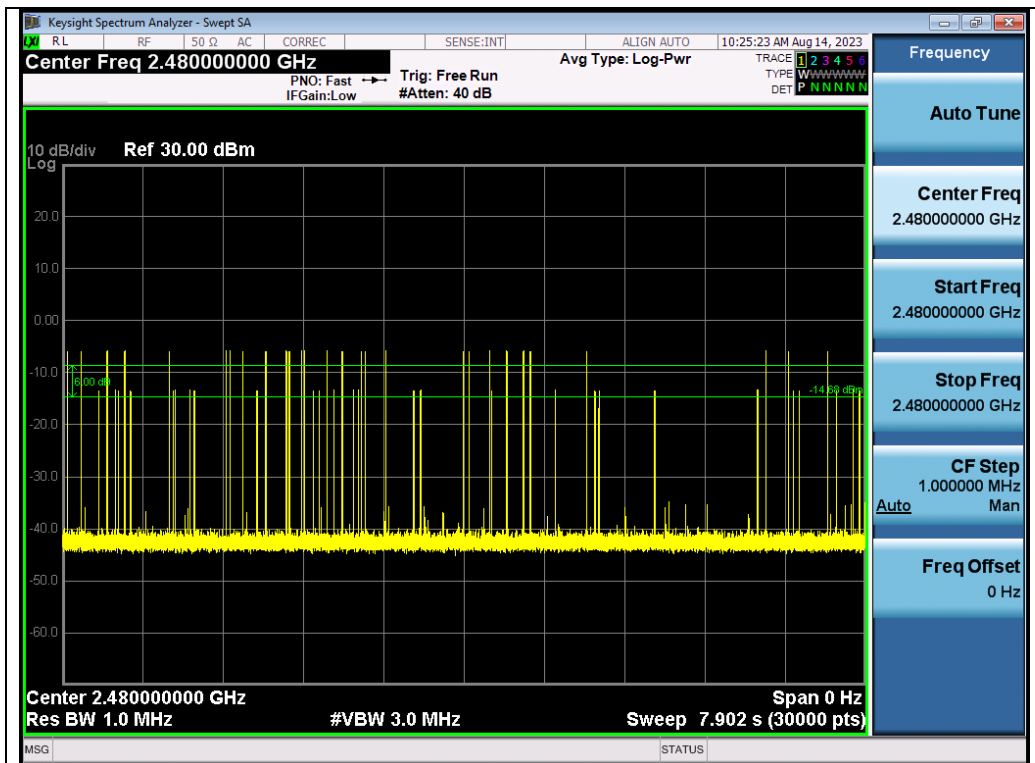 Keysight Spectrum Analyzer - Swept SA
LXI RL RF 50 Ω AC CORREC SENSE:INT ALIGN AUTO 10:25:23 AM Aug 14, 2023
Center Freq 2.480000000 GHz
PNO: Fast
IFGain:Low
Trig: Free Run
#Atten: 40 dB
Avg Type: Log-Pwr
TRACE 1 2 3 4 5 6
TYPE WWWWWW
DET P N N N N N
10 dB/div Ref 30.00 dBm
Log
20.0
10.0
0.00
-10.0
6.00 dB
-14.68 dBm
-20.0
-30.0
-40.0
-50.0
-60.0
Center 2.480000000 GHz Span 0 Hz
Res BW 1.0 MHz #VBW 3.0 MHz Sweep 7.902 s (30000 pts)
MSG STATUS
Frequency
Auto Tune
Center Freq
2.480000000 GHz
Start Freq
2.480000000 GHz
Stop Freq
2.480000000 GHz
CF Step
1.000000 MHz
Auto Man
Freq Offset
0 Hz